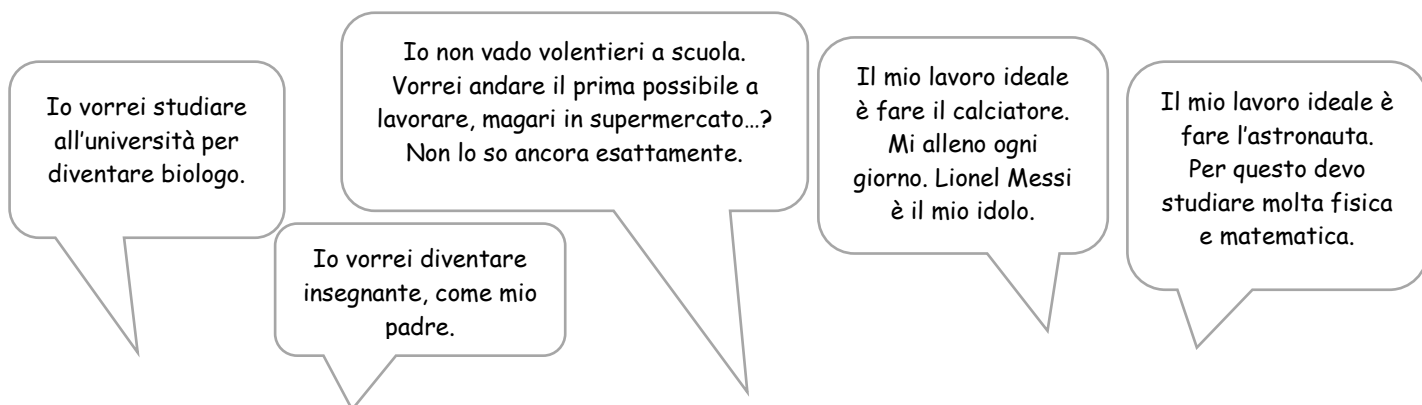 Io vorrei studiare
all'università per
diventare biologo.
Io vorrei diventare
insegnante, come mio
padre.
Io non vado volentieri a scuola.
Vorrei andare il prima possibile a
lavorare, magari in supermercato…?
Non lo so ancora esattamente.
Il mio lavoro ideale
è fare il calciatore.
Mi alleno ogni
giorno. Lionel Messi
è il mio idolo.
Il mio lavoro ideale è
fare l'astronauta.
Per questo devo
studiare molta fisica
e matematica.